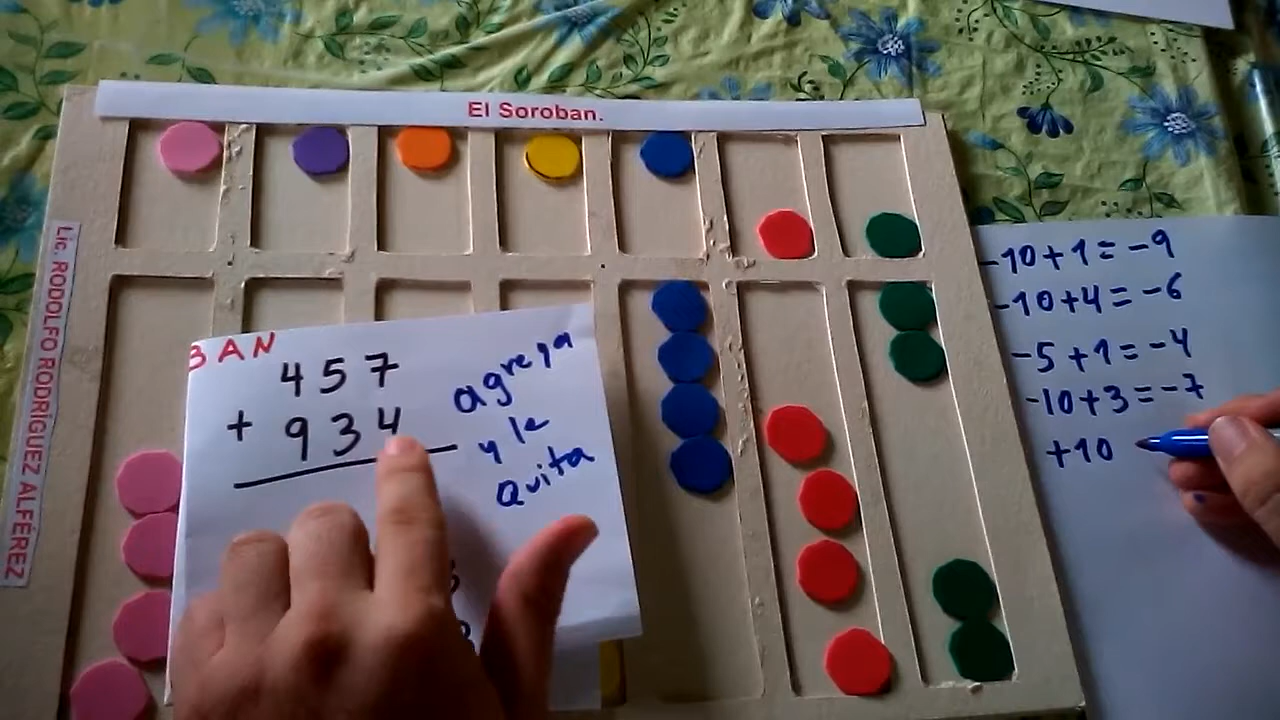 El Soroban.
Lic. RODOLFO RODRÍGUEZ ALFÉREZ
BAN
457
+ 934
agrega
y le
quita
-10+1=-9
-10+4=-6
-5+1=-4
-10+3=-7
+10